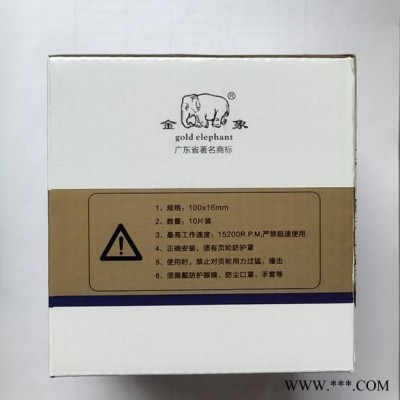 金 象
®
gold elephant
广东省著名商标
1、规格：100x16mm
2、数量：10片装
3、最高工作速度：15200R.P.M,严禁超速使用
4、正确安装，须有页轮防护罩
5、使用时，禁止对页轮用力过猛，撞击
6、须佩戴防护眼镜、防尘口罩、手套等
WWW.***.COM